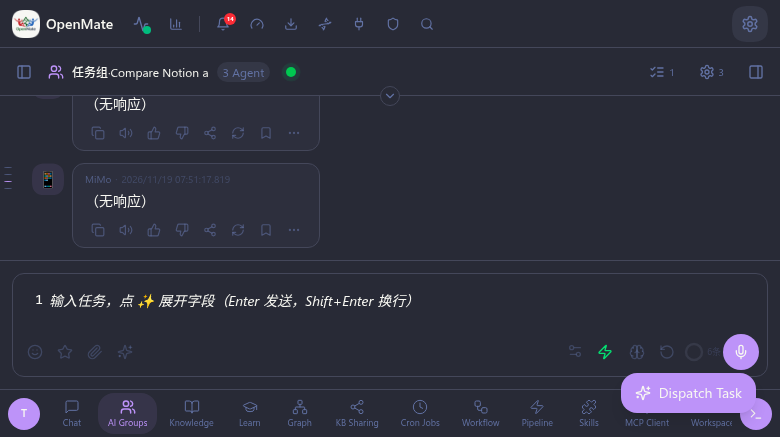 OpenMate
14
任务组·Compare Notion a
3 Agent
1
3
（无响应）
MiMo · 2026/11/19 07:51:17.819
（无响应）
1 输入任务，点 ✨ 展开字段（Enter 发送，Shift+Enter 换行）
Dispatch Task
T
Chat
AI Groups
Knowledge
Learn
Graph
KB Sharing
Cron Jobs
Workflow
Pipeline
Skills
MCP Client
Workspace